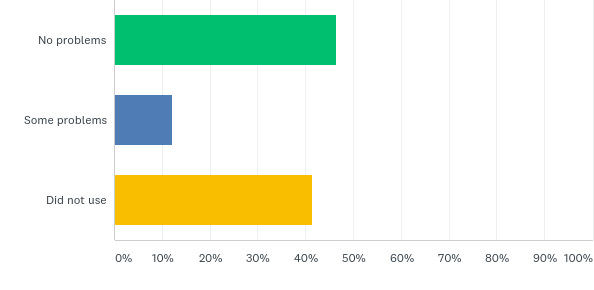 No problems
Some problems
Did not use
0% 10% 20% 30% 40% 50% 60% 70% 80% 90% 100%